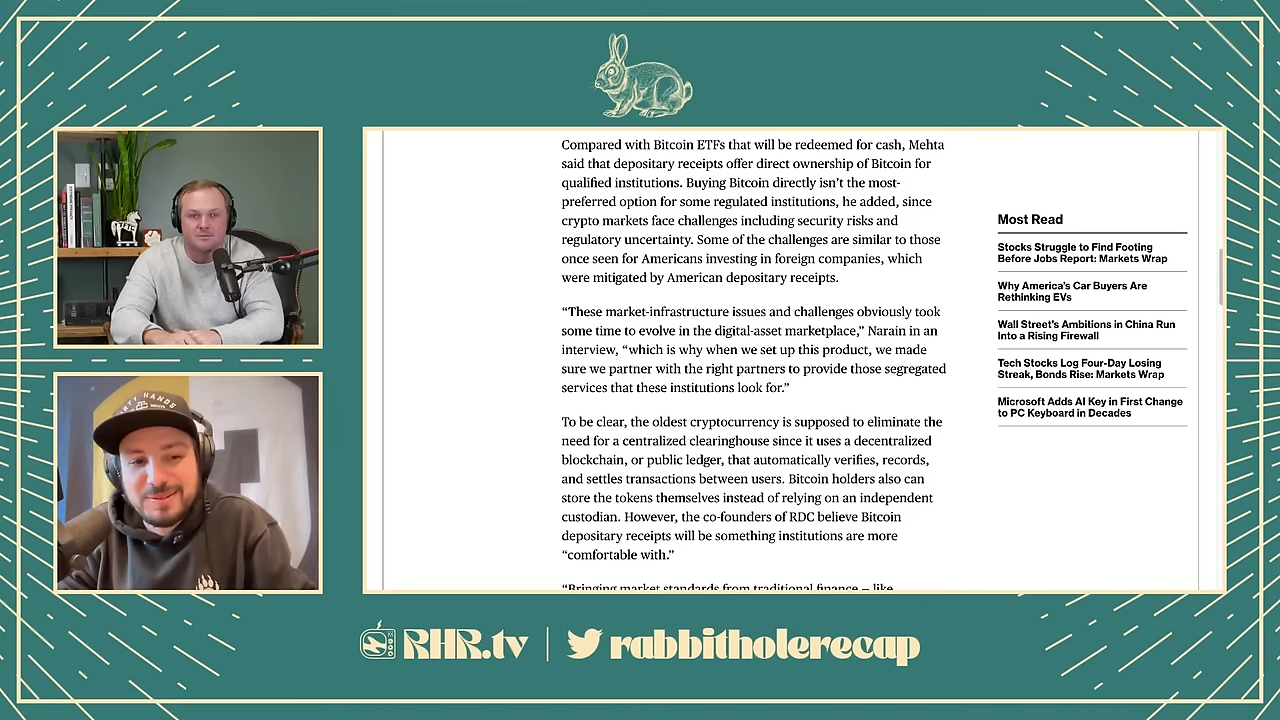 Compared with Bitcoin ETFs that will be redeemed for cash, Mehta
said that depositary receipts offer direct ownership of Bitcoin for
qualified institutions. Buying Bitcoin directly isn’t the most-
preferred option for some regulated institutions, he added, since
crypto markets face challenges including security risks and
regulatory uncertainty. Some of the challenges are similar to those
once seen for Americans investing in foreign companies, which
were mitigated by American depositary receipts.
“These market-infrastructure issues and challenges obviously took
some time to evolve in the digital-asset marketplace,” Narain in an
interview, “which is why when we set up this product, we made
sure we partner with the right partners to provide those segregated
services that these institutions look for.”
To be clear, the oldest cryptocurrency is supposed to eliminate the
need for a centralized clearinghouse since it uses a decentralized
blockchain, or public ledger, that automatically verifies, records,
and settles transactions between users. Bitcoin holders also can
store the tokens themselves instead of relying on an independent
custodian. However, the co-founders of RDC believe Bitcoin
depositary receipts will be something institutions are more
“comfortable with.”
“Bringing market standards from traditional finance – like
Most Read
Stocks Struggle to Find Footing
Before Jobs Report: Markets Wrap
Why America’s Car Buyers Are
Rethinking EVs
Wall Street’s Ambitions in China Run
Into a Rising Firewall
Tech Stocks Log Four-Day Losing
Streak, Bonds Rise: Markets Wrap
Microsoft Adds AI Key in First Change
to PC Keyboard in Decades
HANDS
RHR.tv
rabbitholerecap